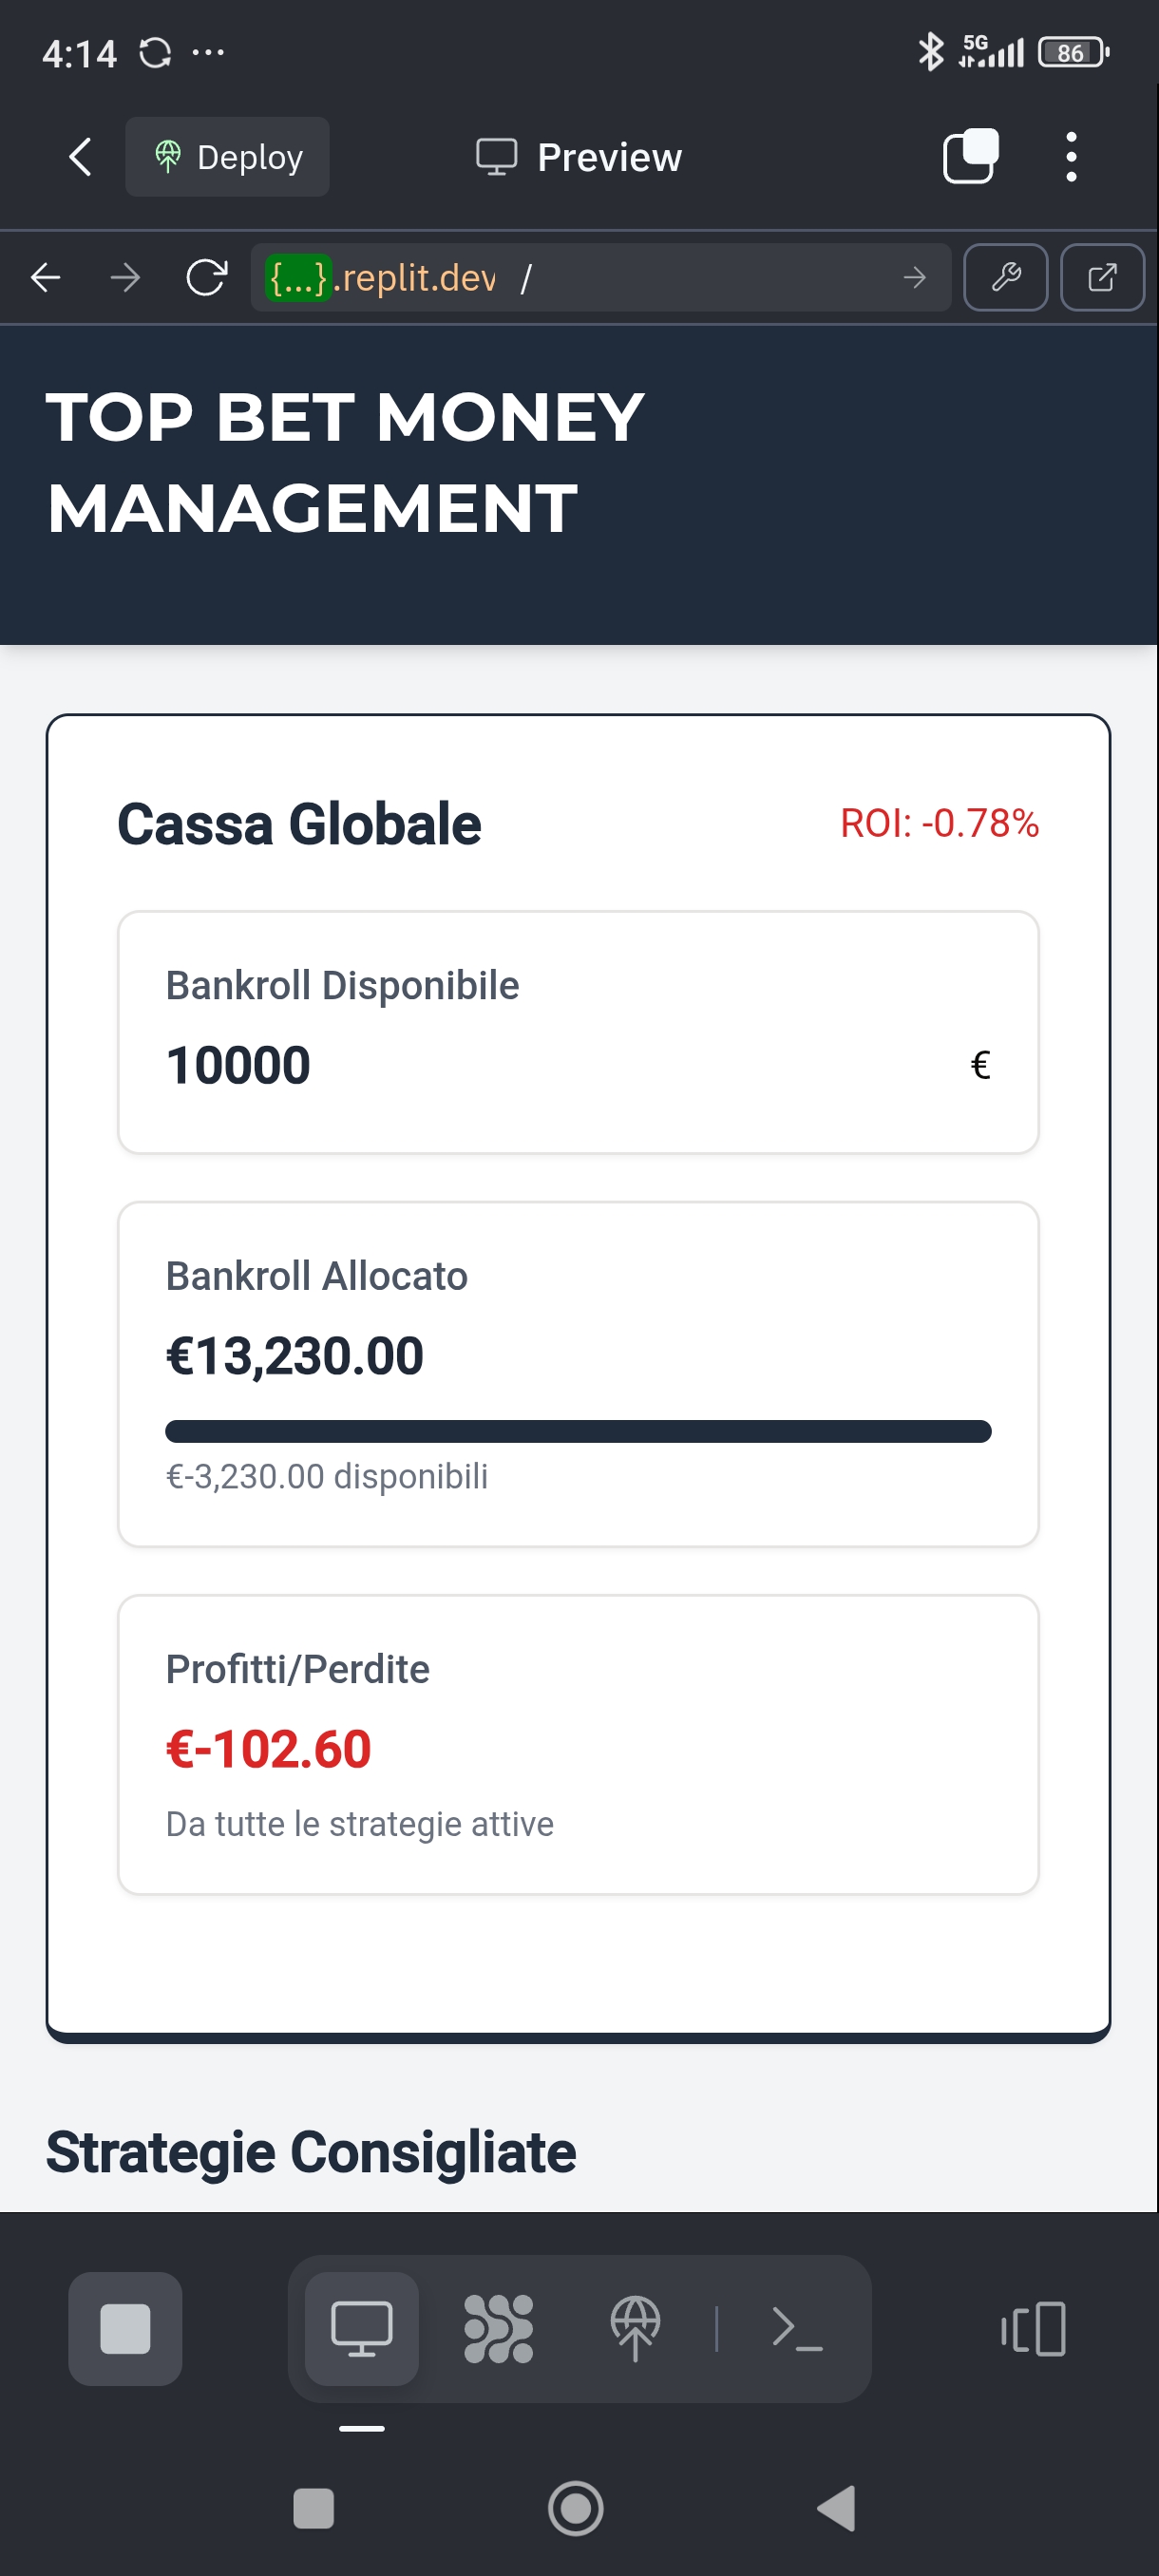 4:14
5G
86
Deploy
Preview
{...}.replit.dev /
TOP BET MONEY
MANAGEMENT
Cassa Globale
ROI: -0.78%
Bankroll Disponibile
10000 €
Bankroll Allocato
€13,230.00
€-3,230.00 disponibili
Profitti/Perdite
€-102.60
Da tutte le strategie attive
Strategie Consigliate